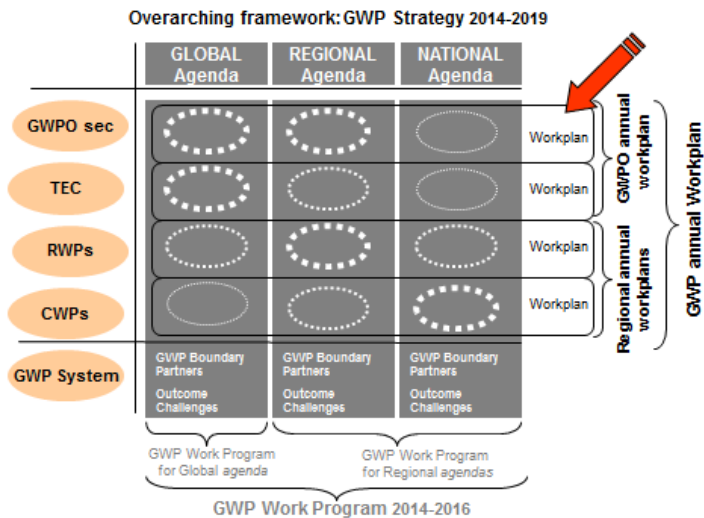 Overarching framework: GWP Strategy 2014-2019
GLOBAL
Agenda
REGIONAL
Agenda
NATIONAL
Agenda
GWPO sec
Workplan
TEC
Workplan
RWPs
Workplan
CWPs
Workplan
GWPO annual
workplan
Regional annual
workplans
GWP annual Workplan
GWP System
GWP Boundary
Partners
Outcome
Challenges
GWP Boundary
Partners
Outcome
Challenges
GWP Boundary
Partners
Outcome
Challenges
GWP Work Program
for Global agenda
GWP Work Program
for Regional agendas
GWP Work Program 2014-2016